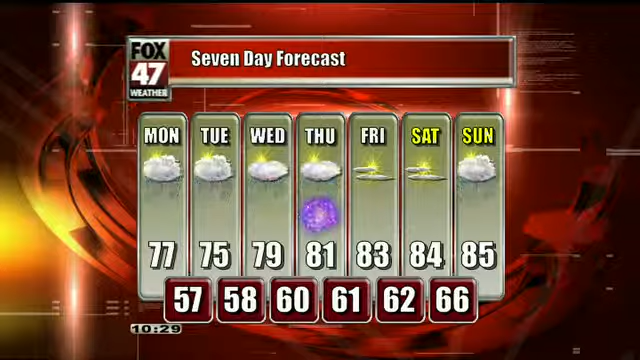 FOX
47
WEATHER
Seven Day Forecast
MON TUE WED THU FRI SAT SUN
77 75 79 81 83 84 85
57 58 60 61 62 66
10:29